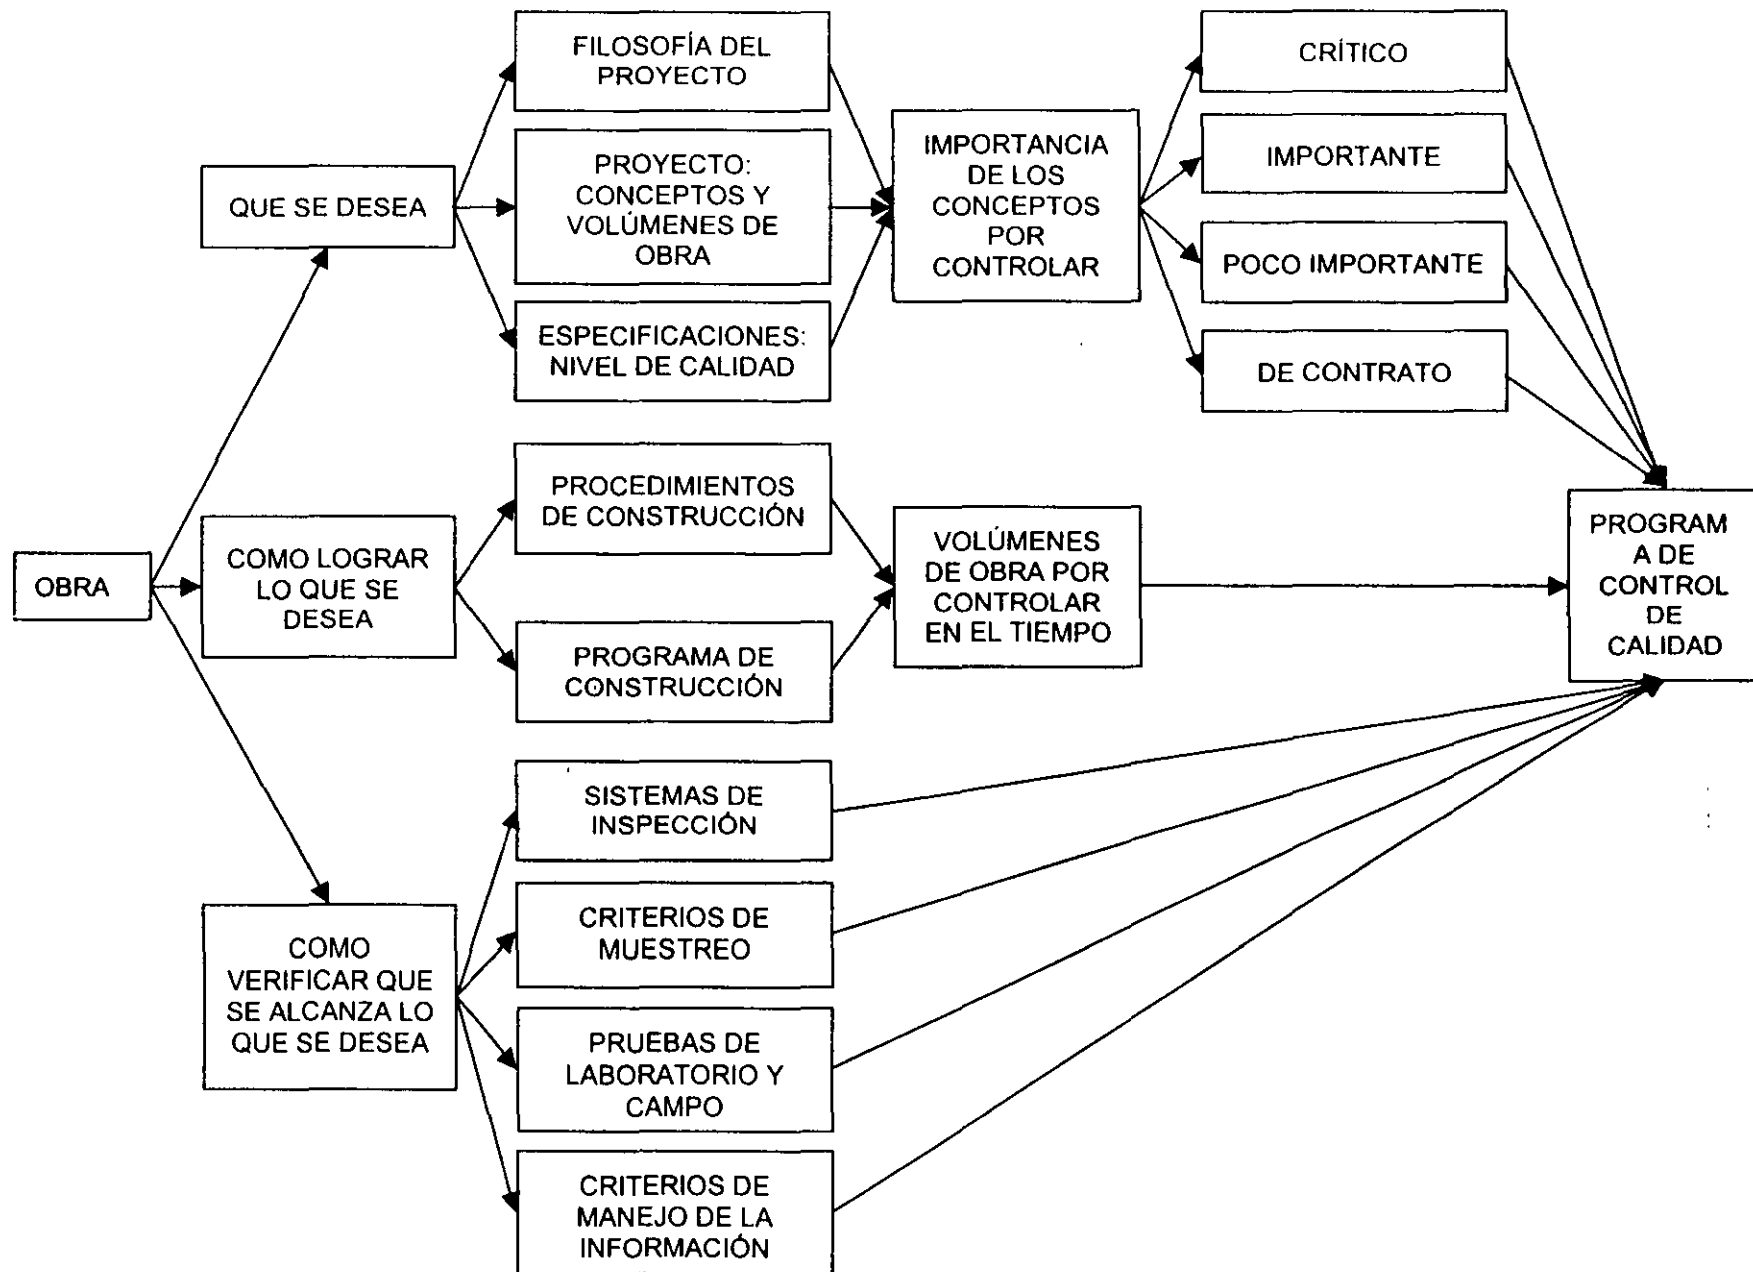 OBRA
QUE SE DESEA
COMO LOGRAR
LO QUE SE
DESEA
COMO
VERIFICAR QUE
SE ALCANZA LO
QUE SE DESEA
FILOSOFÍA DEL
PROYECTO
PROYECTO:
CONCEPTOS Y
VOLÚMENES DE
OBRA
ESPECIFICACIONES:
NIVEL DE CALIDAD
PROCEDIMIENTOS
DE CONSTRUCCIÓN
PROGRAMA DE
CONSTRUCCIÓN
SISTEMAS DE
INSPECCIÓN
CRITERIOS DE
MUESTREO
PRUEBAS DE
LABORATORIO Y
CAMPO
CRITERIOS DE
MANEJO DE LA
INFORMACIÓN
IMPORTANCIA
DE LOS
CONCEPTOS
POR
CONTROLAR
VOLÚMENES
DE OBRA POR
CONTROLAR
EN EL TIEMPO
CRÍTICO
IMPORTANTE
POCO IMPORTANTE
DE CONTRATO
PROGRAM
A DE
CONTROL
DE
CALIDAD